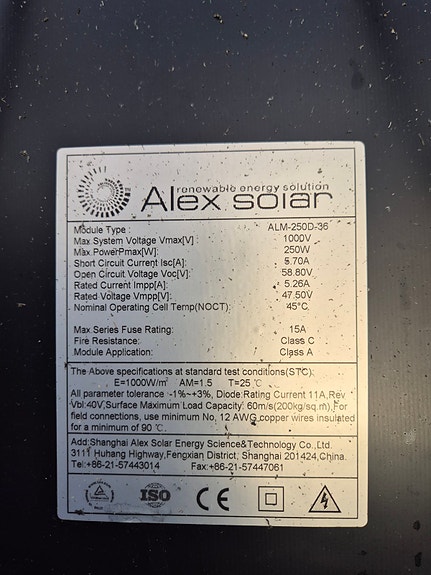 renewable energy solution
Alex solar
Module Type : ALM-250D-36
Max System Voltage Vmax[V] 1000V
Max.PowerPmax[W]: 250W
Short Circuit Current Isc[A]: 5.70A
Open Circuit Voltage Voc[V]: 58.80V
Rated Current Impp[A]: 5.26A
Rated Voltage Vmpp[V]: 47.50V
Nominal Operating Cell Temp(NOCT): 45℃
Max.Series Fuse Rating: 15A
Fire Resistance: Class C
Module Application: Class A
The Above specifications at standard test conditions(STC):
E=1000W/m² AM=1.5 T=25 ℃
All parameter tolerance -1%~+3%, Diode:Rating Current 11A,Rev
Vbl:40V,Surface Maximum Load Capacity: 60m/s(200kg/sq.m),For
field connections, use minimum No, 12 AWG,copper wires insulated
for a minimum of 90 ℃.
Add:Shanghai Alex Solar Energy Science&Technology Co.,Ltd.
3111 Huhang Highway,Fengxian District, Shanghai 201424,China.
Tel:+86-21-57443014 Fax:+86-21-57447061
ISO
CE